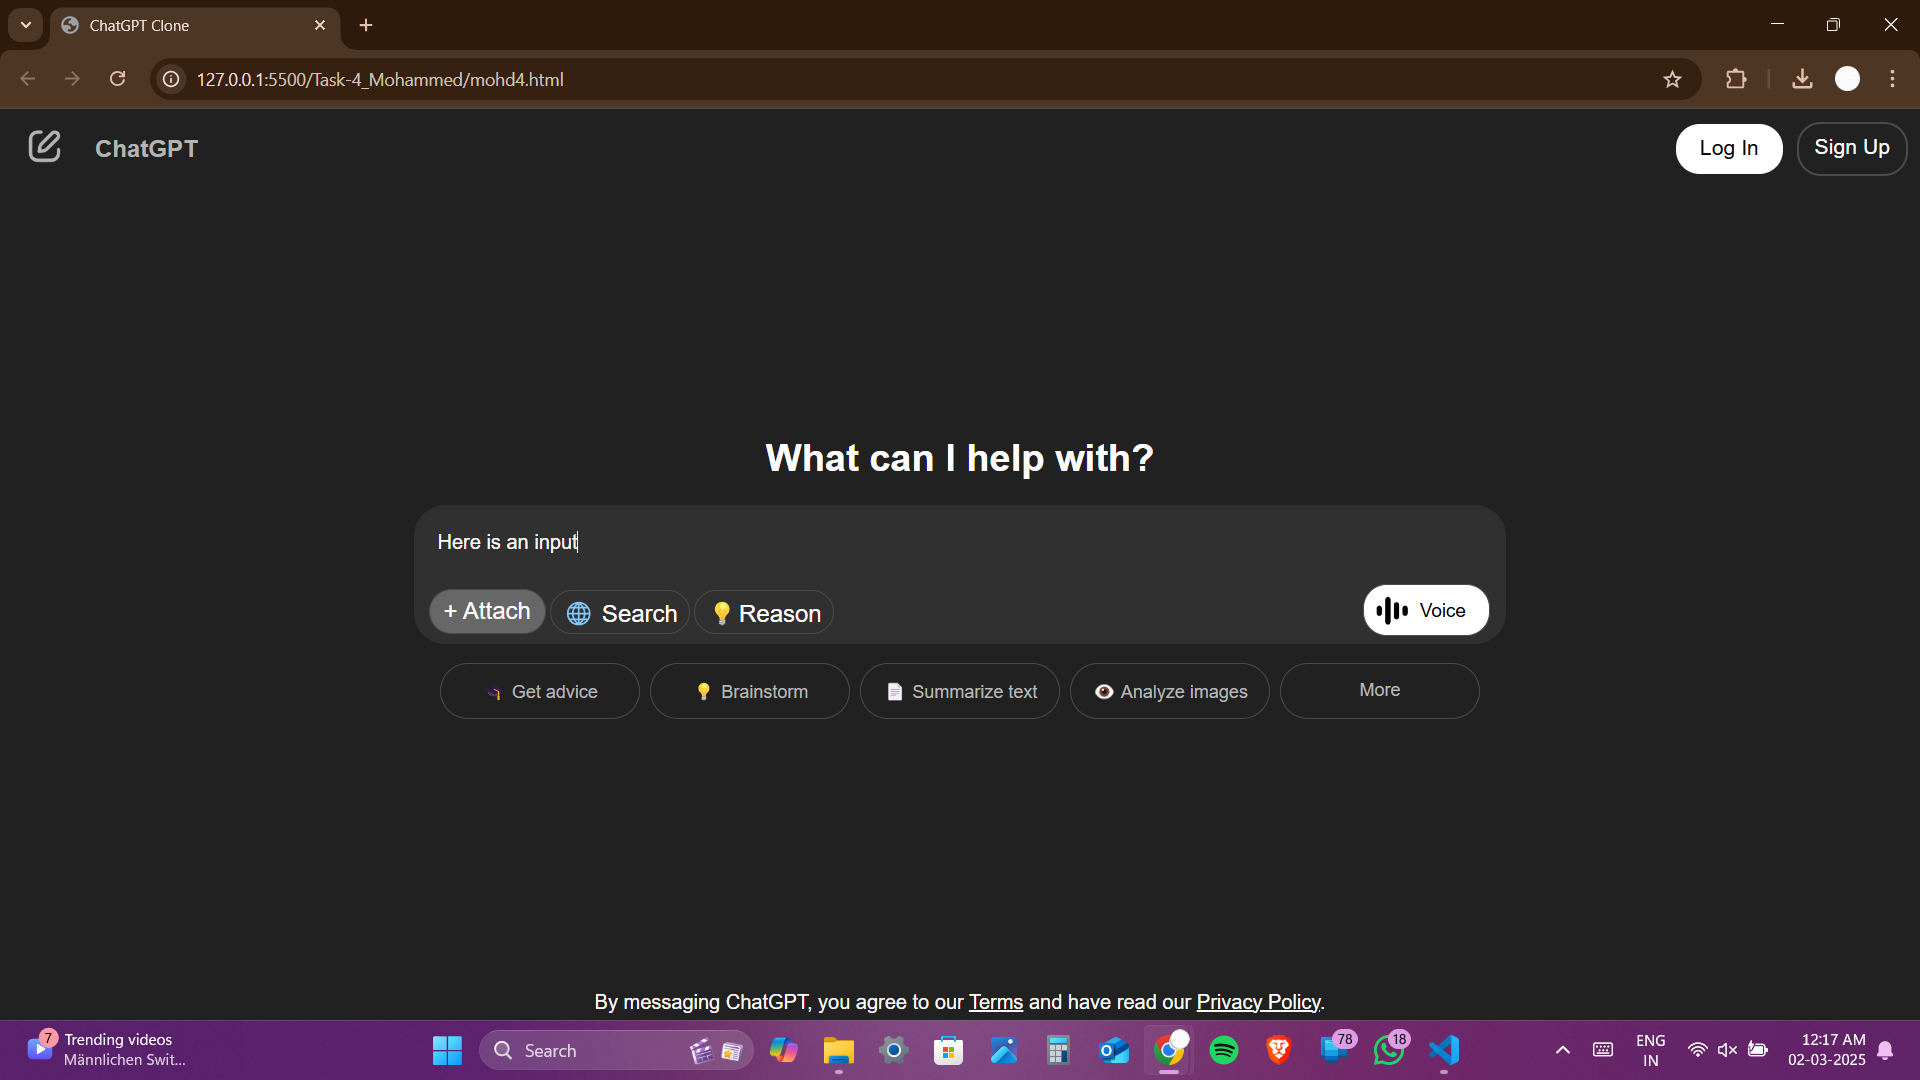 ChatGPT Clone
127.0.0.1:5500/Task-4_Mohammed/mohd4.html
ChatGPT
Log In
Sign Up
What can I help with?
Here is an input
+ Attach
Search
Reason
Voice
Get advice
Brainstorm
Summarize text
Analyze images
More
By messaging ChatGPT, you agree to our Terms and have read our Privacy Policy.
7
Trending videos
Männlichen Swit...
Search
78
18
ENG
IN
12:17 AM
02-03-2025